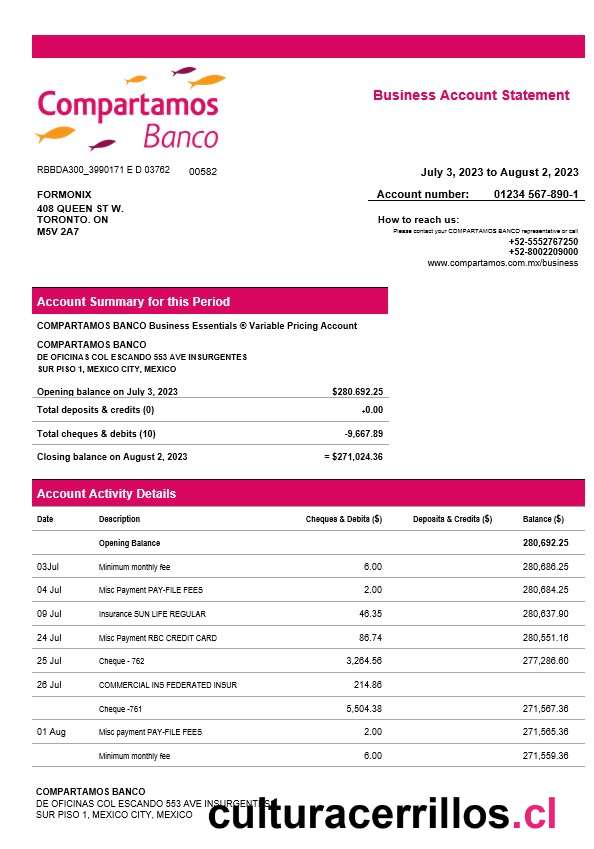 Compartamos
Banco
Business Account Statement
RBBDA300_3990171 E D 03762 00582
July 3, 2023 to August 2, 2023
FORMONIX
408 QUEEN ST W.
TORONTO. ON
M5V 2A7
Account number: 01234 567-890-1
How to reach us:
Please contact your COMPARTAMOS BANCO representative or call
+52-5552767250
+52-8002209000
www.compartamos.com.mx/business
Account Summary for this Period
COMPARTAMOS BANCO Business Essentials ® Variable Pricing Account
COMPARTAMOS BANCO
DE OFICINAS COL ESCANDO 553 AVE INSURGENTES
SUR PISO 1, MEXICO CITY, MEXICO
Opening balance on July 3, 2023 $280.692.25
Total deposits & credits (0) +0.00
Total cheques & debits (10) -9,667.89
Closing balance on August 2, 2023 = $271,024.36
Account Activity Details
Date Description Cheques & Debits ($) Deposits & Credits ($) Balance ($)
Opening Balance 280,692.25
03Jul Minimum monthly fee 6.00 280,686.25
04 Jul Misc Payment PAY-FILE FEES 2.00 280,684.25
09 Jul Insurance SUN LIFE REGULAR 46.35 280,637.90
24 Jul Misc Payment RBC CREDIT CARD 86.74 280,551.16
25 Jul Cheque - 762 3,264.56 277,286.60
26 Jul COMMERCIAL INS FEDERATED INSUR 214.86
Cheque -761 5,504.38 271,567.36
01 Aug Misc payment PAY-FILE FEES 2.00 271,565.36
Minimum monthly fee 6.00 271,559.36
COMPARTAMOS BANCO
DE OFICINAS COL ESCANDO 553 AVE INSURGENTES
SUR PISO 1, MEXICO CITY, MEXICO
culturacerrillos.cl